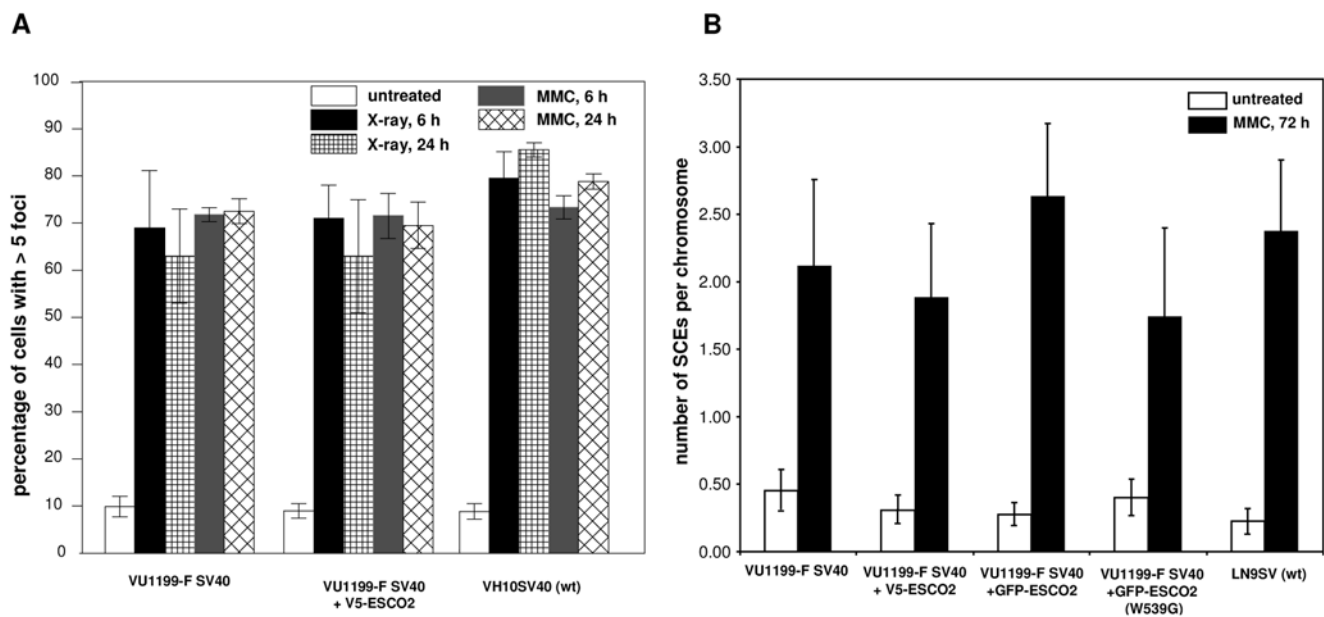 A
percentage of cells with > 5 foci
100
90
80
70
60
50
40
30
20
10
0
untreated
X-ray, 6 h
X-ray, 24 h
MMC, 6 h
MMC, 24 h
VU1199-F SV40
VU1199-F SV40
+ V5-ESCO2
VH10SV40 (wt)
B
number of SCEs per chromosome
3.50
3.00
2.50
2.00
1.50
1.00
0.50
0.00
untreated
MMC, 72 h
VU1199-F SV40
VU1199-F SV40
+ V5-ESCO2
VU1199-F SV40
+GFP-ESCO2
VU1199-F SV40
+GFP-ESCO2
(W539G)
LN9SV (wt)